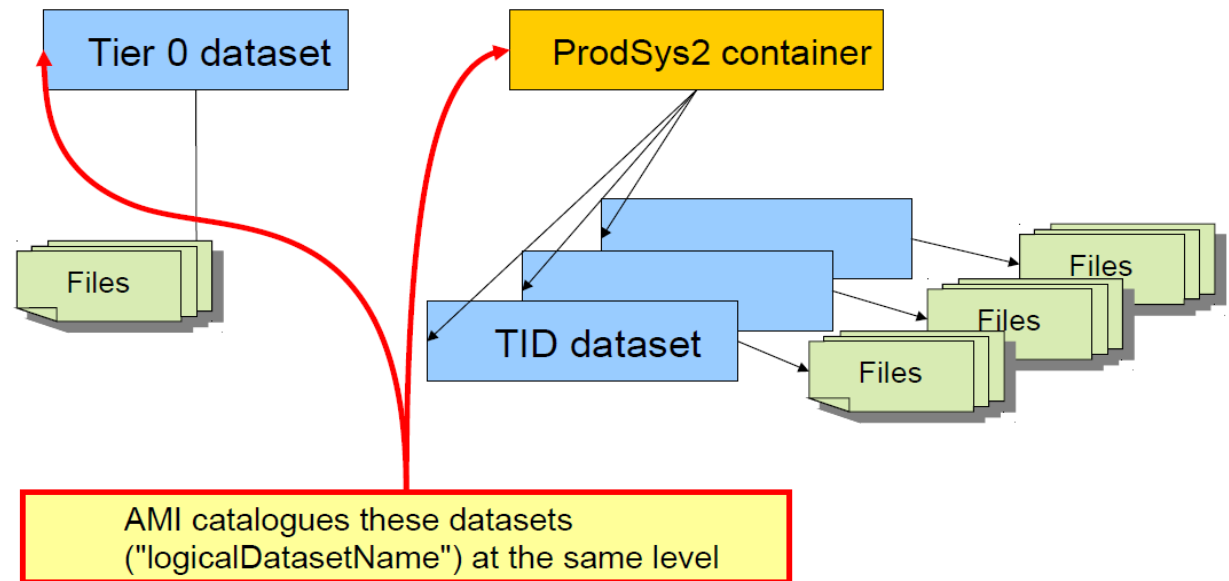 Tier 0 dataset
ProdSys2 container
Files
TID dataset
Files
Files
Files
AMI catalogues these datasets
("logicalDatasetName") at the same level